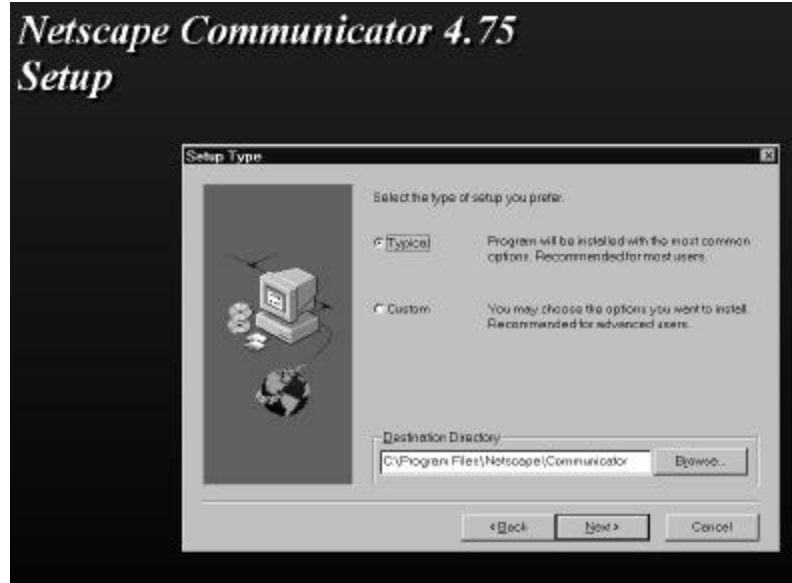 Netscape Communicator 4.75
Setup
Setup Type
Select the type of setup you prefer.
Typical
Program will be installed with the most common
options. Recommended for most users.
Custom
You may choose the options you want to install.
Recommended for advanced users.
Destination Directory
C:\Program Files\Netscape\Communicator
Browse...
< Back
Next >
Cancel